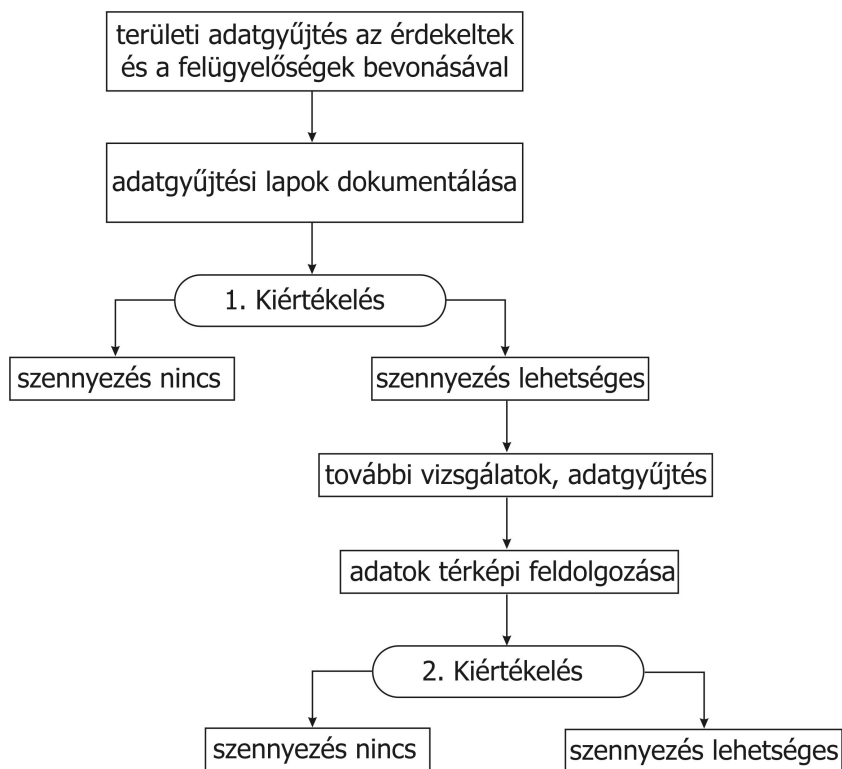 területi adatgyűjtés az érdekeltek
és a felügyelőségek bevonásával
adatgyűjtési lapok dokumentálása
1. Kiértékelés
szennyezés nincs
szennyezés lehetséges
további vizsgálatok, adatgyűjtés
adatok térképi feldolgozása
2. Kiértékelés
szennyezés nincs
szennyezés lehetséges